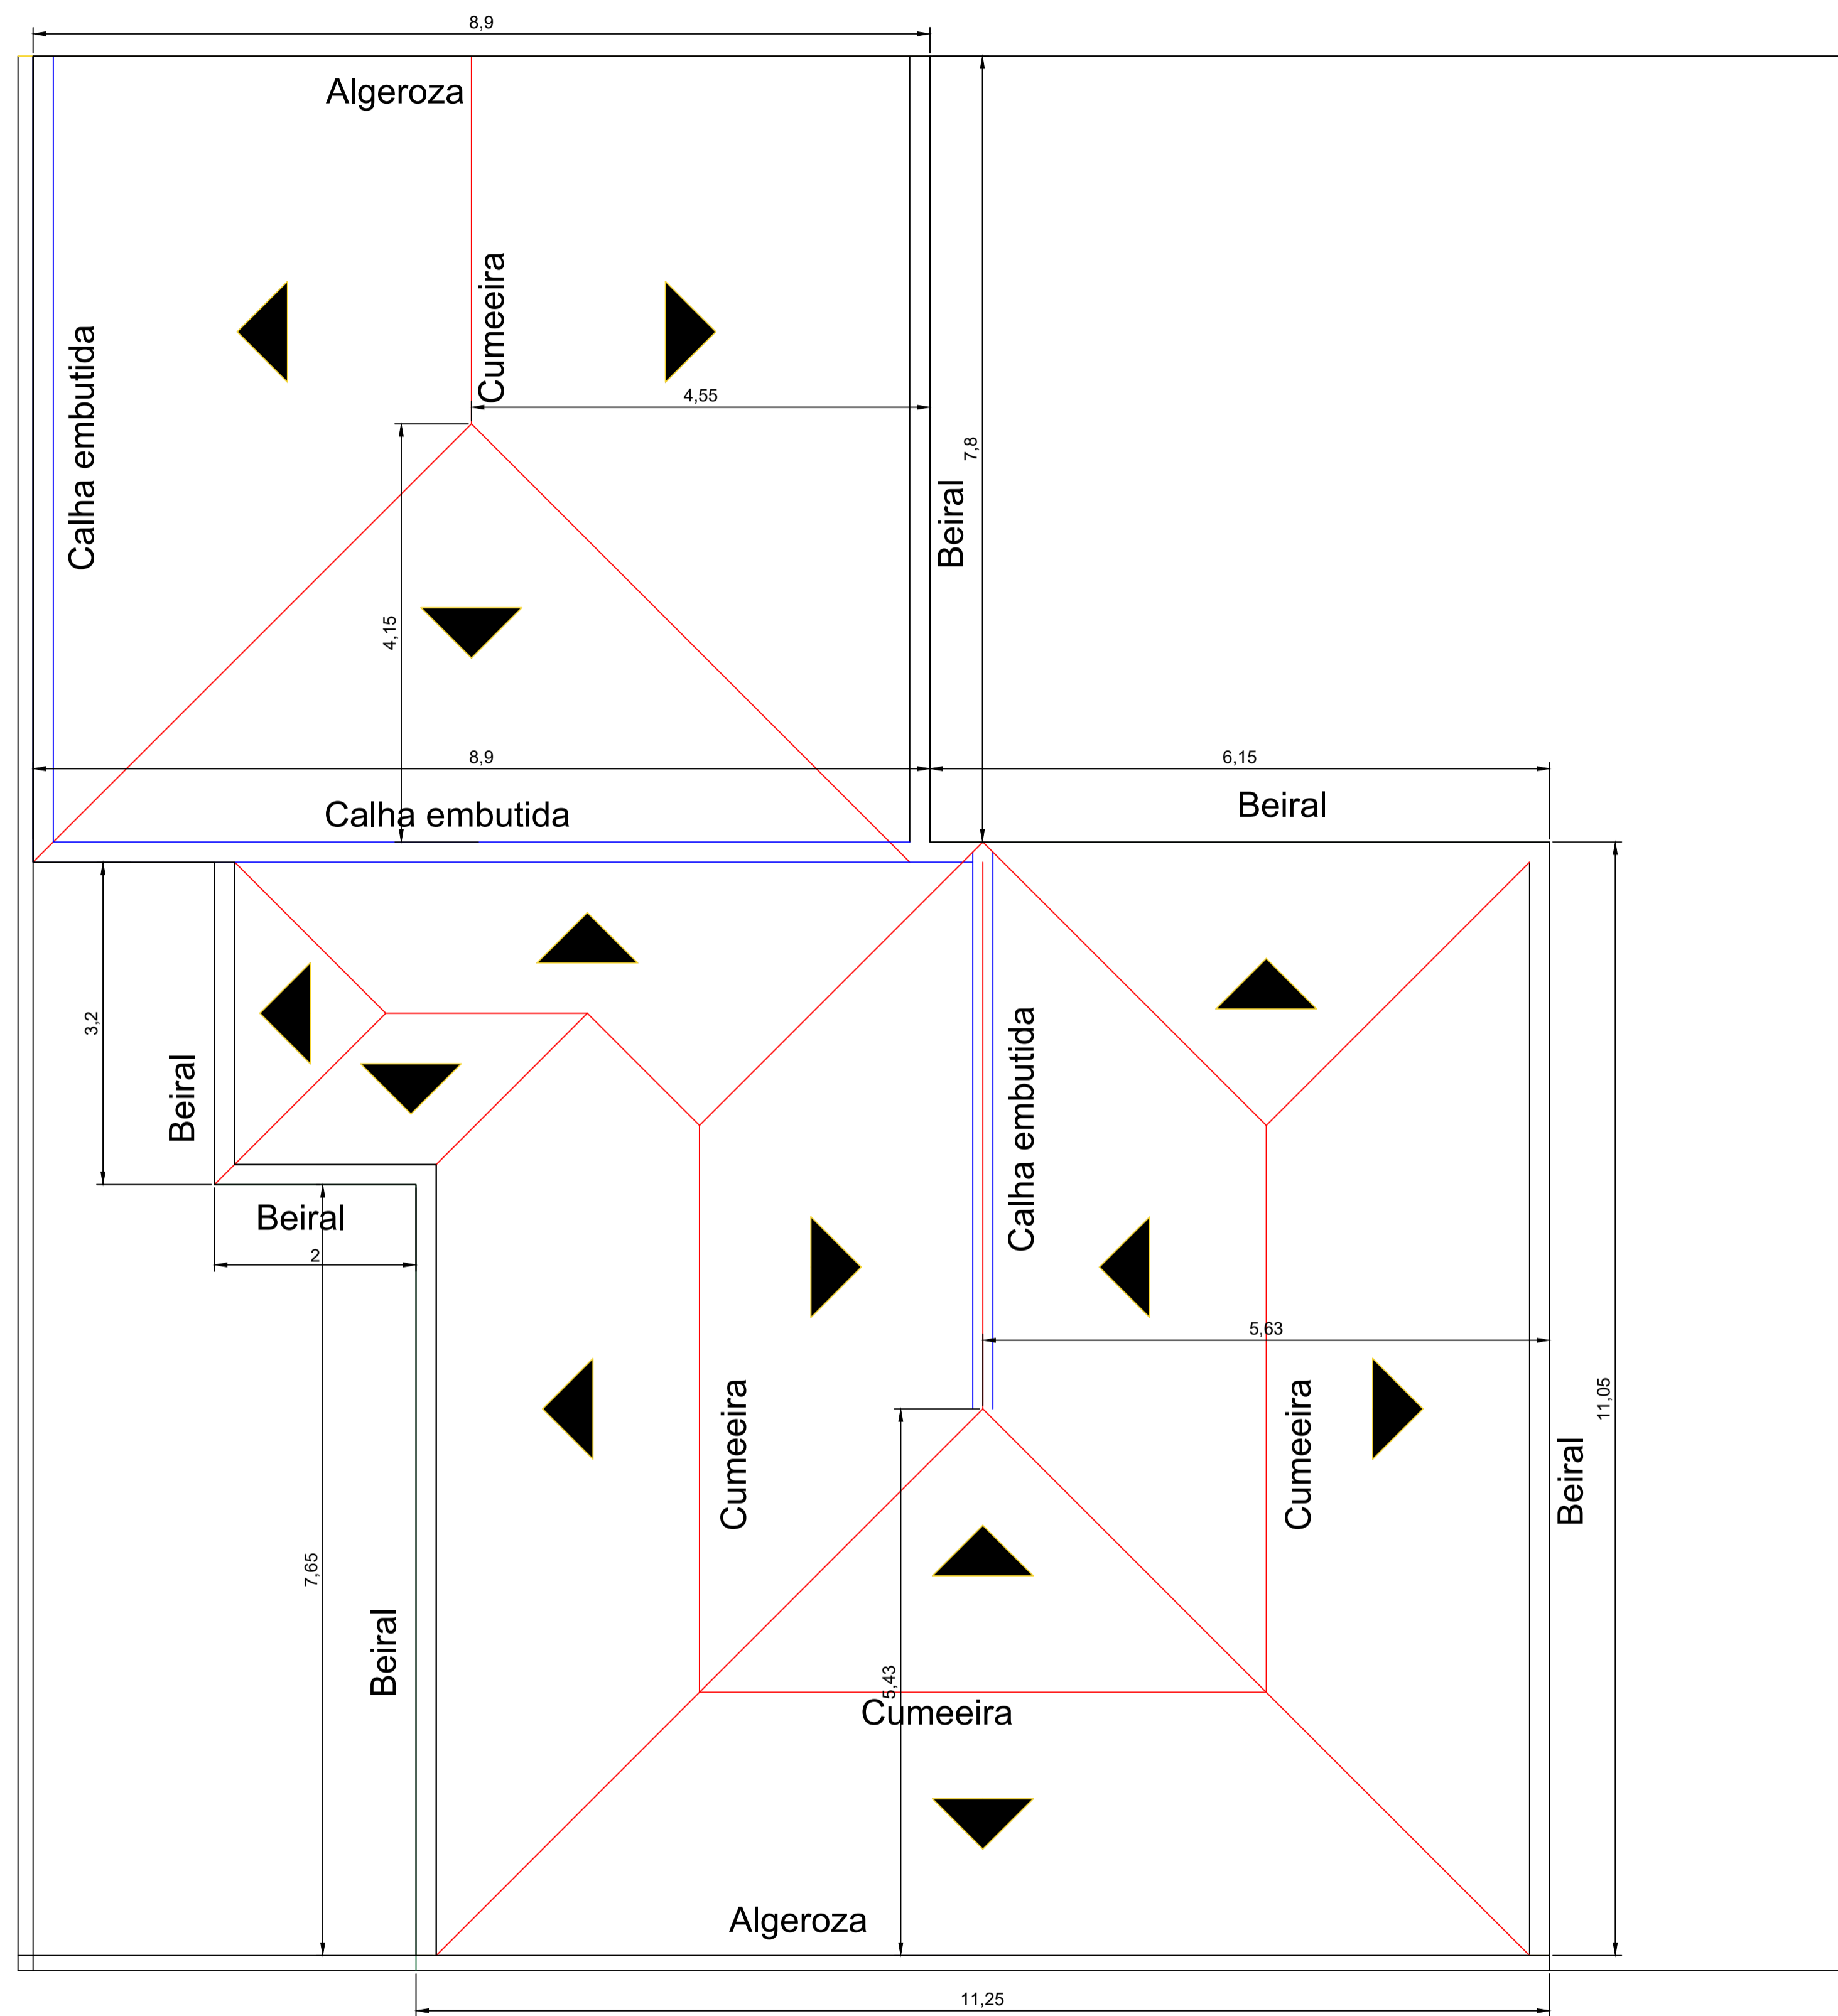 8,9
Algeroza
Cumeeira
Calha embutida
4,55
7,8
Beiral
4,15
8,9
6,15
Calha embutida
Beiral
3,2
Beiral
Calha embutida
Beiral
2
5,63
11,05
Cumeeira
Cumeeira
Beiral
7,65
Beiral
5,43
Cumeeira
Algeroza
11,25